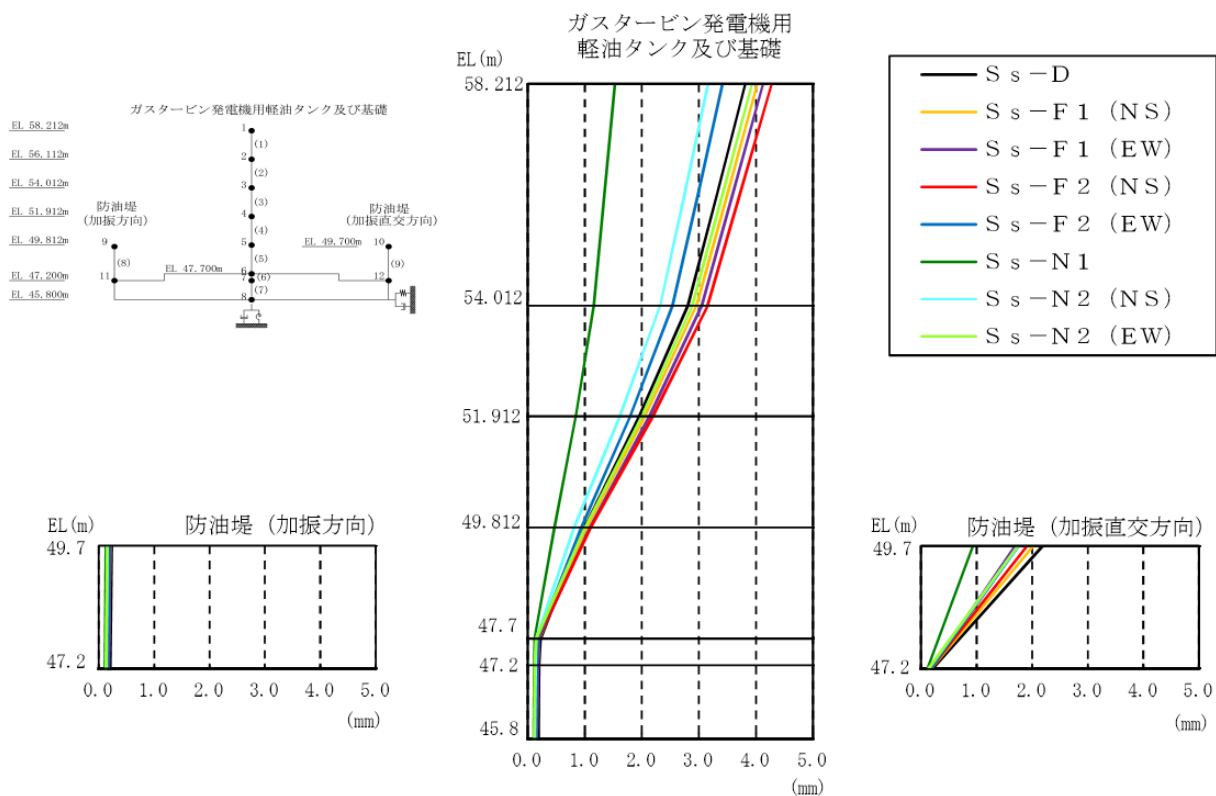 ガスタービン発電機用
軽油タンク及び基礎
EL(m)
58.212
54.012
51.912
49.812
47.7
47.2
45.8
0.0 1.0 2.0 3.0 4.0 5.0
(mm)
ガスタービン発電機用軽油タンク及び基礎
EL 58.212m
EL 56.112m
EL 54.012m
EL 51.912m
EL 49.812m
EL 47.200m
EL 45.800m
防油堤
(加振方向)
防油堤
(加振直交方向)
EL 49.700m
EL 47.700m
1
(1)
2
(2)
3
(3)
4
(4)
5
(5)
6
7
(6)
(7)
8
9
(8)
11
10
(9)
12
Ss-D
Ss-F1 (NS)
Ss-F1 (EW)
Ss-F2 (NS)
Ss-F2 (EW)
Ss-N1
Ss-N2 (NS)
Ss-N2 (EW)
EL(m)
防油堤 (加振方向)
49.7
47.2
0.0 1.0 2.0 3.0 4.0 5.0
(mm)
EL(m)
防油堤 (加振直交方向)
49.7
47.2
0.0 1.0 2.0 3.0 4.0 5.0
(mm)